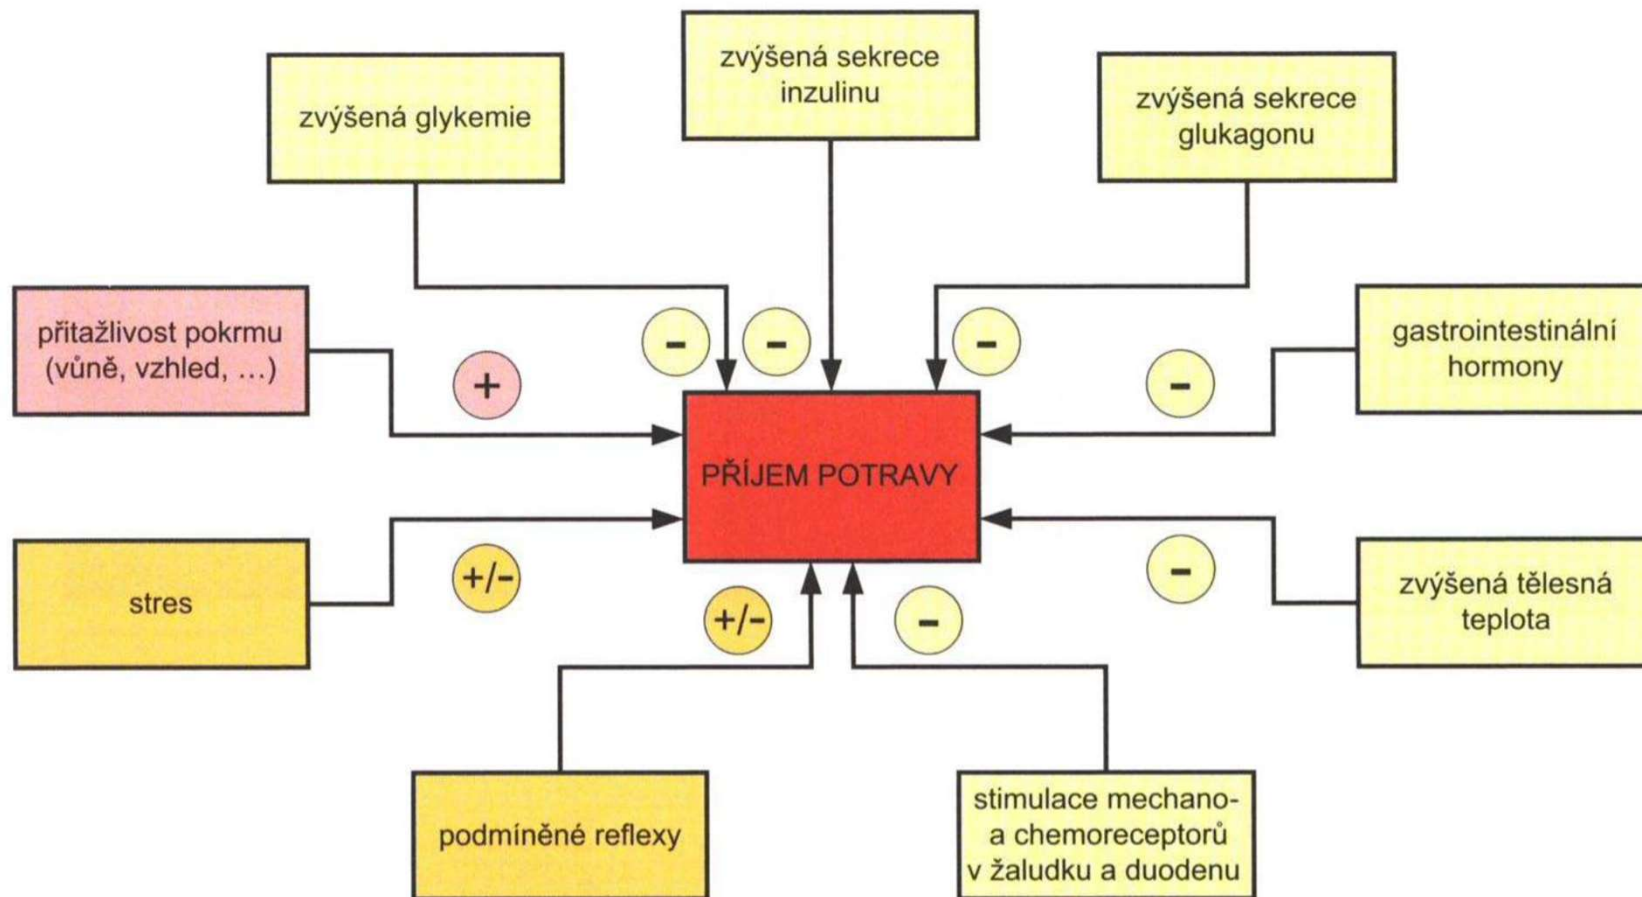 zvýšená sekrece
inzulinu
zvýšená glykemie
zvýšená sekrece
glukagonu
přitažlivost pokrmu
(vůně, vzhled, ...)
gastrointestinální
hormony
-
-
-
+
-
PŘÍJEM POTRAVY
stres
+/-
+/-
-
-
zvýšená tělesná
teplota
podmíněné reflexy
stimulace mechano-
a chemoreceptorů
v žaludku a duodenu